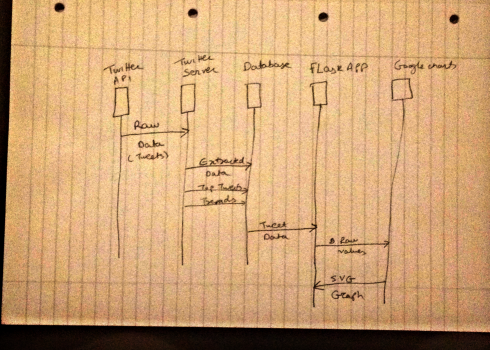 Twitter
API
Twitter
Server
Database
Flask APP
Google charts
Raw
Data
(Tweets)
Extracted
Data
Top Tweets
Trends
Tweet
Data
Raw
values
SVG
Graph